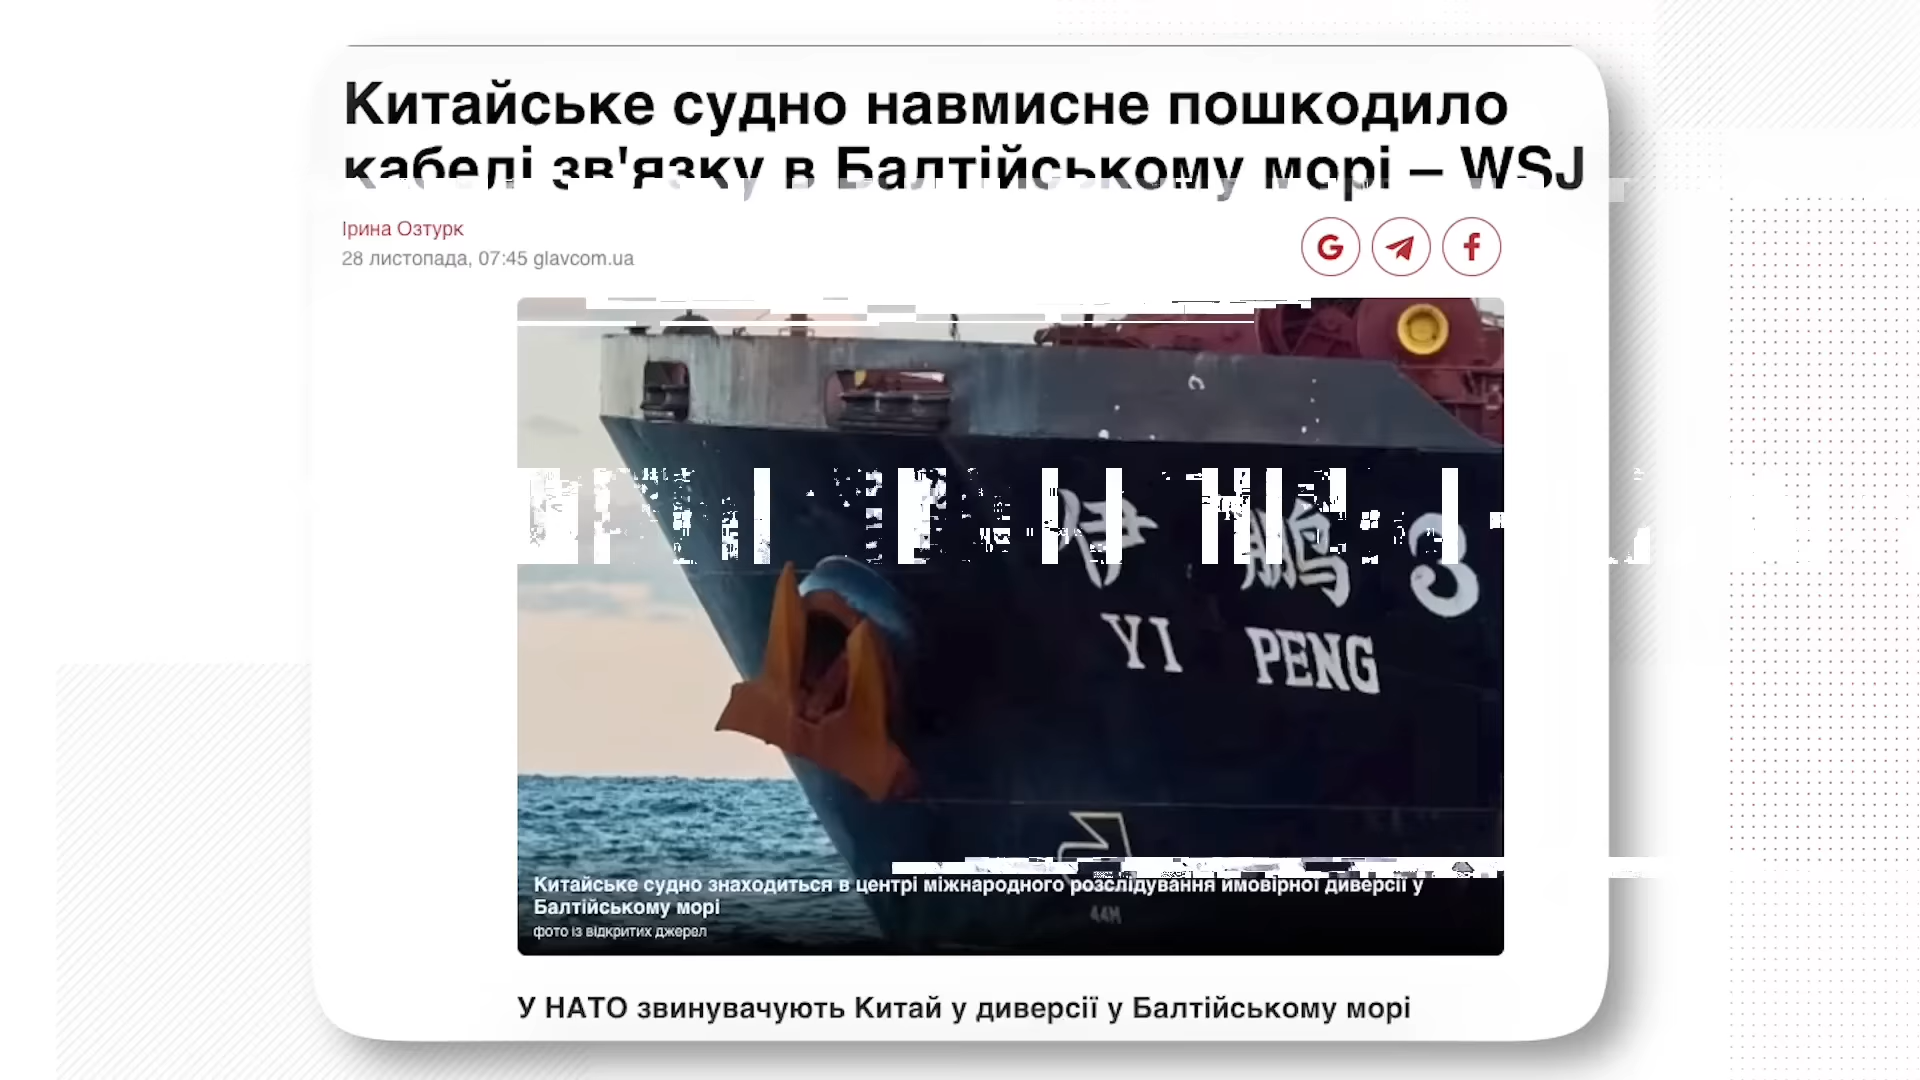 Китайське судно навмисне пошкодило
кабелі зв'язку в Балтійському морі – WSJ
Ірина Озтурк
28 листопада, 07:45 glavcom.ua
伊 鹏 3
YI PENG
Китайське судно знаходиться в центрі міжнародного розслідування ймовірної диверсії у
Балтійському морі
44M
фото із відкритих джерел
У НАТО звинувачують Китай у диверсії у Балтійському морі